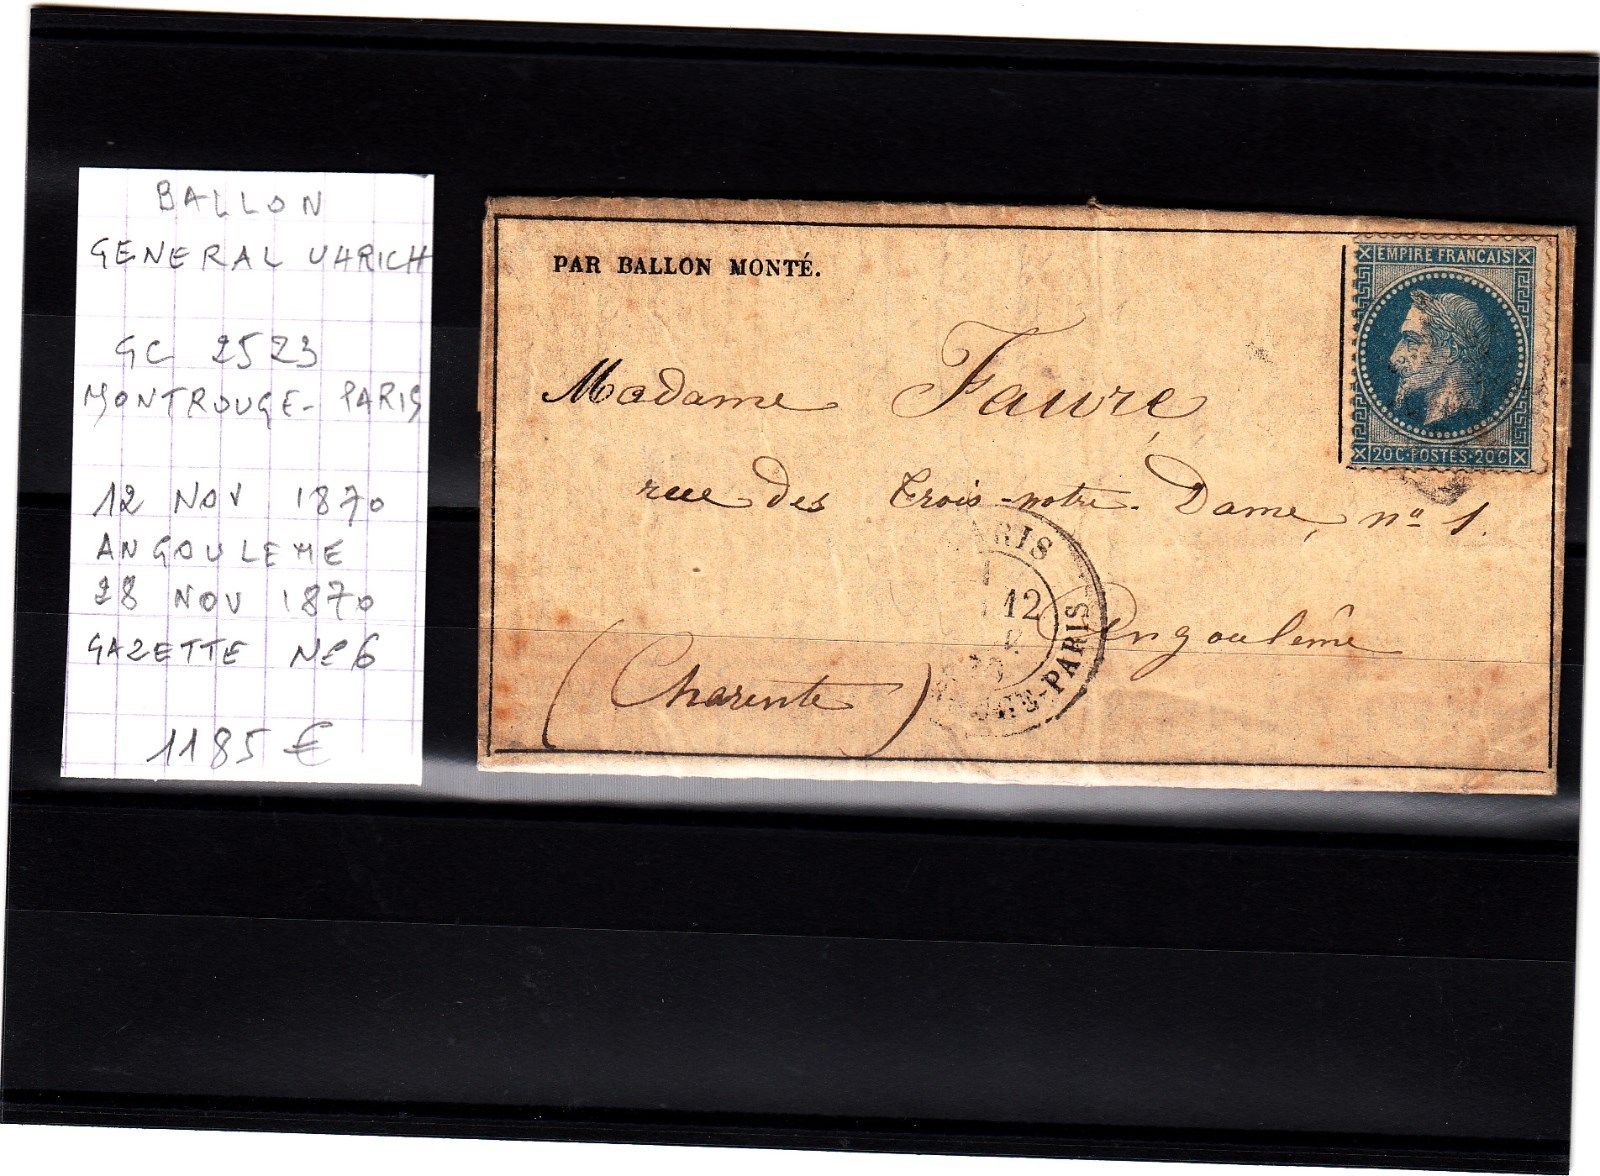 BALLON
GENERAL UHRICH
GC 2523
MONTROUGE - PARIS
12 NOV 1870
ANGOULEME
28 NOV 1870
GAZETTE N° 6
1185 €
PAR BALLON MONTÉ.
EMPIRE FRANCAIS
20 C · POSTES · 20 C
Madame Faure
rue des trois-notre-Dame, n° 1.
PARIS
12
-PARIS
Angoulême
(Charente)